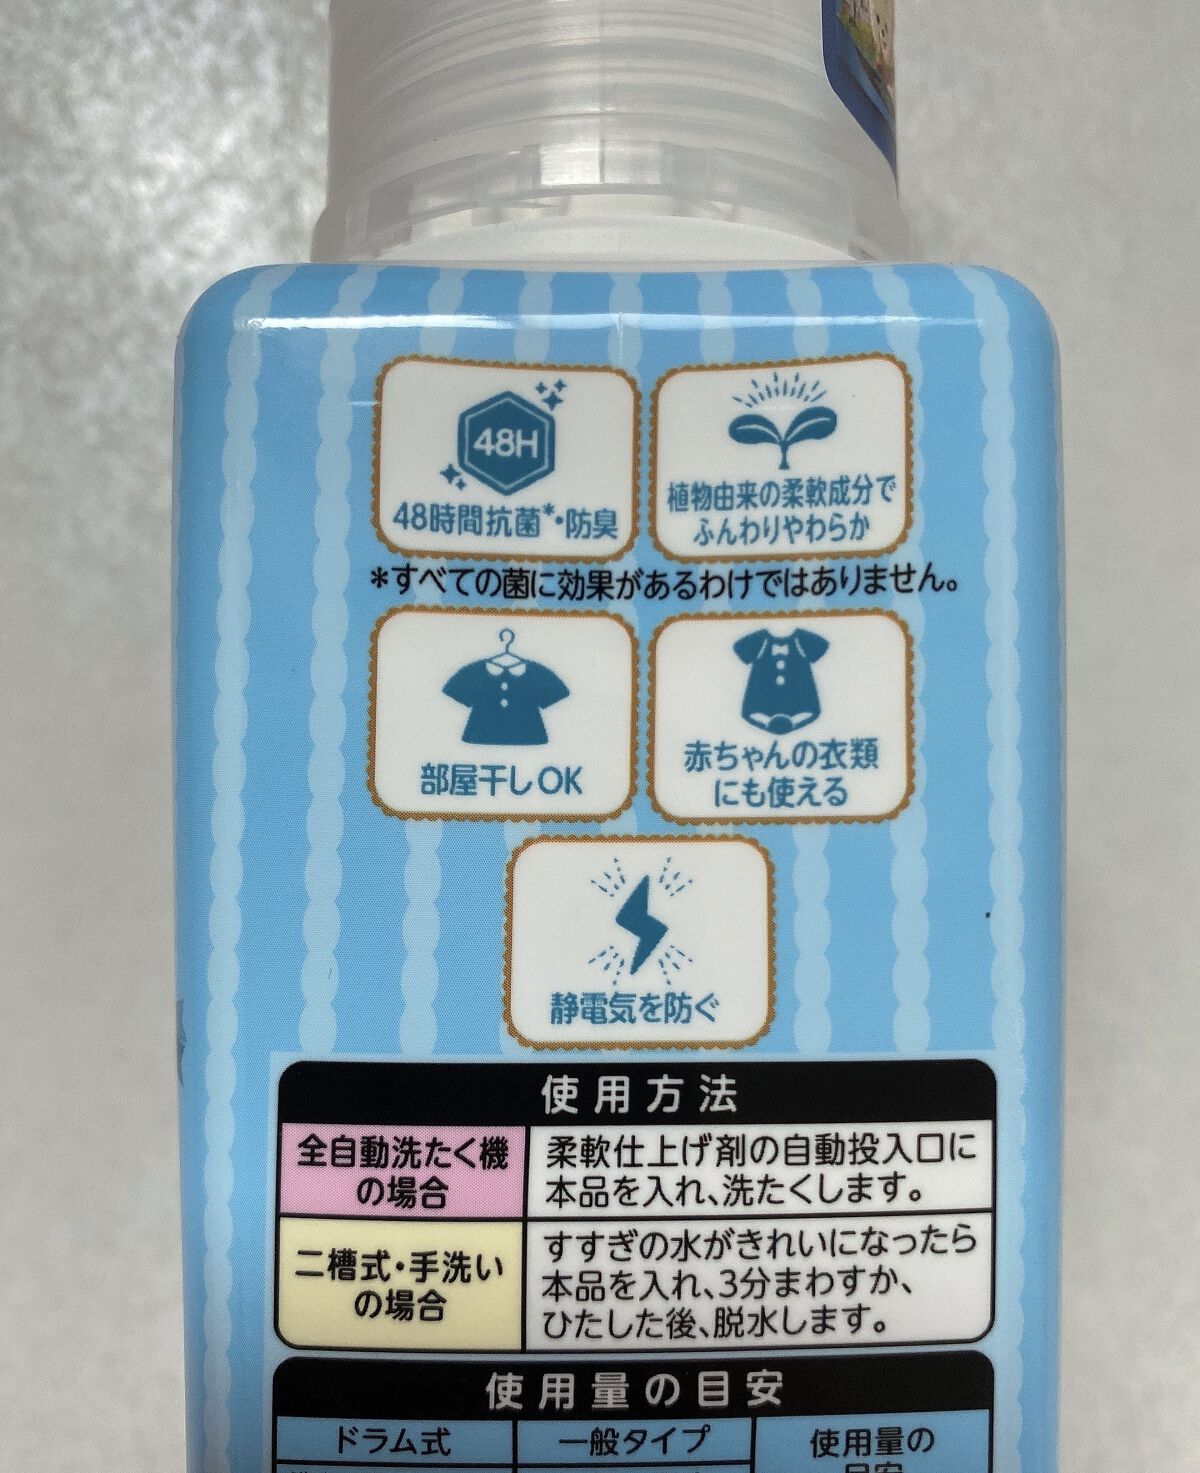 48H
48時間抗菌*・防臭
植物由来の柔軟成分で
ふんわりやわらか
*すべての菌に効果があるわけではありません。
部屋干しOK
赤ちゃんの衣類
にも使える
静電気を防ぐ
使用方法
全自動洗たく機
の場合
柔軟仕上げ剤の自動投入口に
本品を入れ、洗たくします。
二槽式・手洗い
の場合
すすぎの水がきれいになったら
本品を入れ、3分まわすか、
ひたした後、脱水します。
使用量の目安
ドラム式
一般タイプ
使用量の
目安